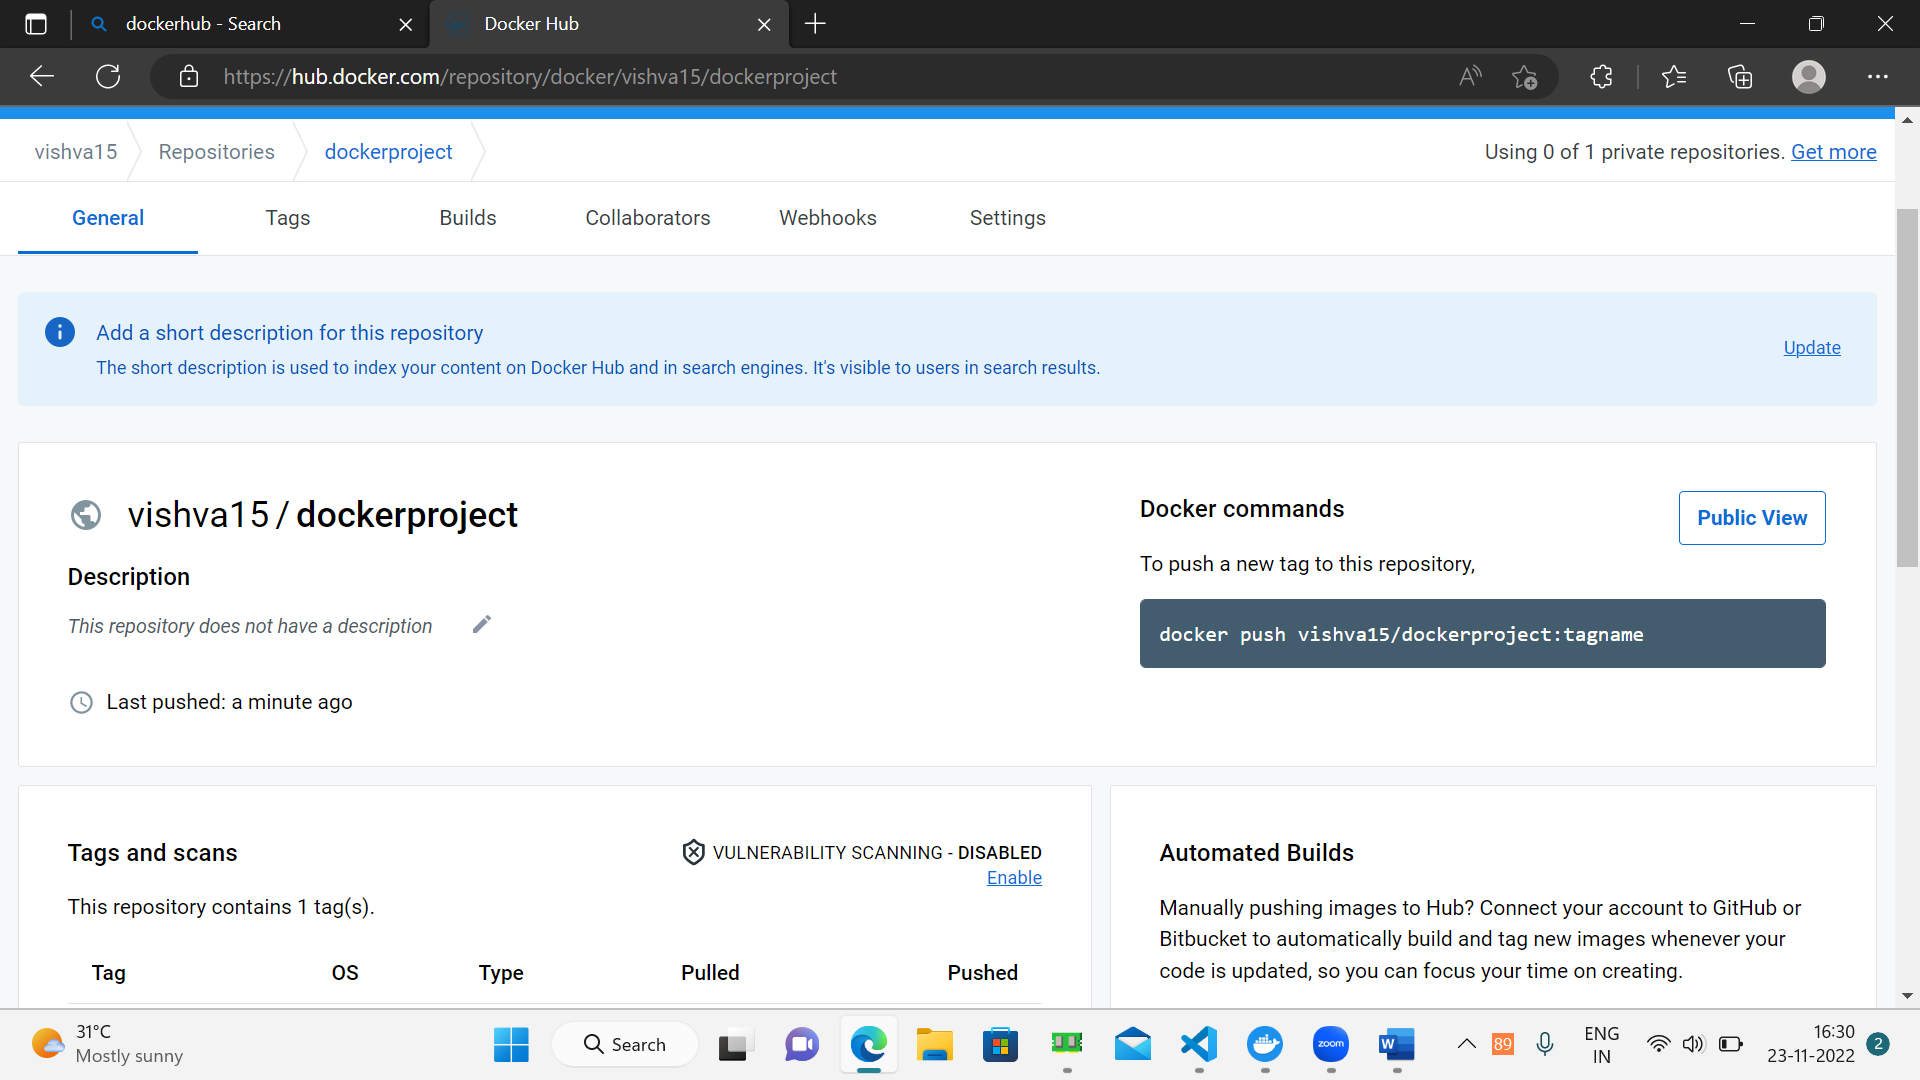 dockerhub - Search
Docker Hub
https://hub.docker.com/repository/docker/vishva15/dockerproject
vishva15
Repositories
dockerproject
Using 0 of 1 private repositories. Get more
General
Tags
Builds
Collaborators
Webhooks
Settings
Add a short description for this repository
The short description is used to index your content on Docker Hub and in search engines. It's visible to users in search results.
Update
vishva15 / dockerproject
Description
This repository does not have a description
Last pushed: a minute ago
Docker commands
Public View
To push a new tag to this repository,
docker push vishva15/dockerproject:tagname
Tags and scans
VULNERABILITY SCANNING - DISABLED
Enable
This repository contains 1 tag(s).
Tag
OS
Type
Pulled
Pushed
Automated Builds
Manually pushing images to Hub? Connect your account to GitHub or
Bitbucket to automatically build and tag new images whenever your
code is updated, so you can focus your time on creating.
31°C
Mostly sunny
Search
zoom
W
89
ENG
IN
16:30
23-11-2022
2